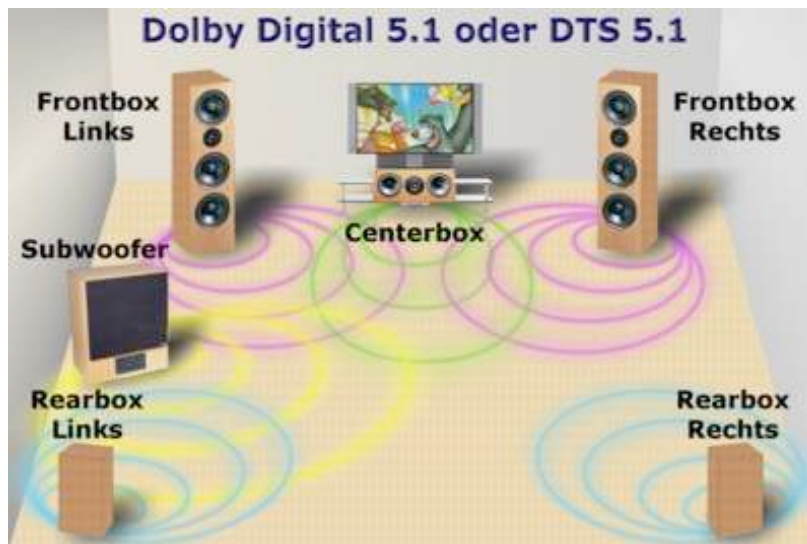 Dolby Digital 5.1 oder DTS 5.1
Frontbox
Links
Frontbox
Rechts
Centerbox
Subwoofer
Rearbox
Links
Rearbox
Rechts